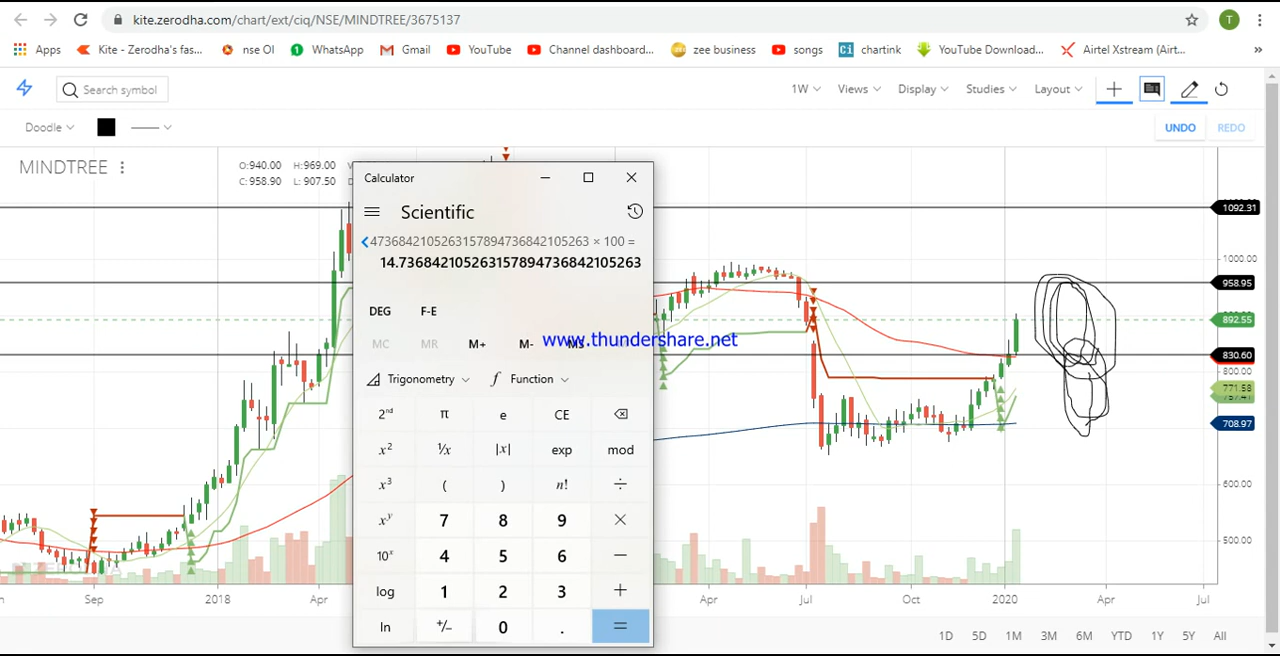 kite.zerodha.com/chart/ext/ciq/NSE/MINDTREE/3675137
T
Apps Kite - Zerodha's fas... nse OI WhatsApp Gmail YouTube Channel dashboard... zee business songs Ci chartink YouTube Download... Airtel Xstream (Airt... »
Search symbol 1W Views Display Studies Layout
Doodle UNDO REDO
MINDTREE
O:940.00 H:969.00
C:958.90 L: 907.50
Calculator
Scientific
4736842105263157894736842105263 × 100 =
14.736842105263157894736842105263
DEG F-E
MC MR M+ M- MS
www.thundershare.net
Trigonometry f Function
2nd π e CE
x² ¹/x |x| exp mod
x³ ( ) n! ÷
xʸ 7 8 9 ×
10ˣ 4 5 6 −
log 1 2 3 +
ln +/− 0 . =
1092.31
1000.00
958.95
892.55
830.60
800.00
771.58
708.97
600.00
500.00
Sep 2018 Apr Apr Jul Oct 2020 Apr Jul
1D 5D 1M 3M 6M YTD 1Y 5Y All